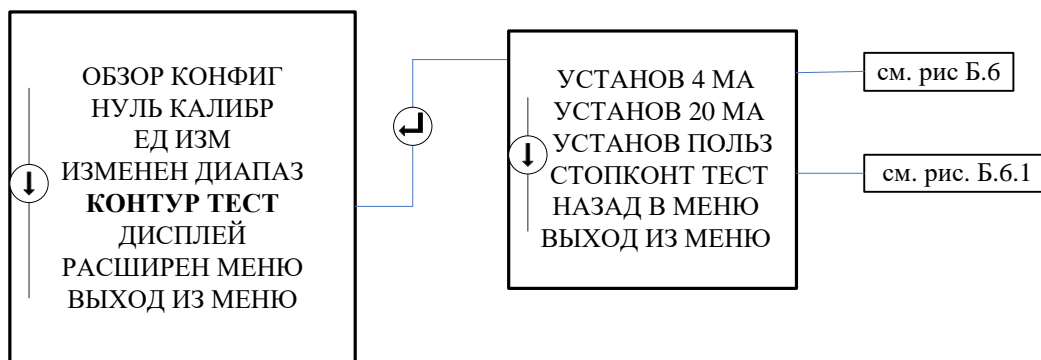 ОБЗОР КОНФИГ
НУЛЬ КАЛИБР
ЕД ИЗМ
ИЗМЕНЕН ДИАПАЗ
КОНТУР ТЕСТ
ДИСПЛЕЙ
РАСШИРЕН МЕНЮ
ВЫХОД ИЗ МЕНЮ
УСТАНОВ 4 МА
УСТАНОВ 20 МА
УСТАНОВ ПОЛЬЗ
СТОПКОНТ ТЕСТ
НАЗАД В МЕНЮ
ВЫХОД ИЗ МЕНЮ
см. рис Б.6
см. рис. Б.6.1